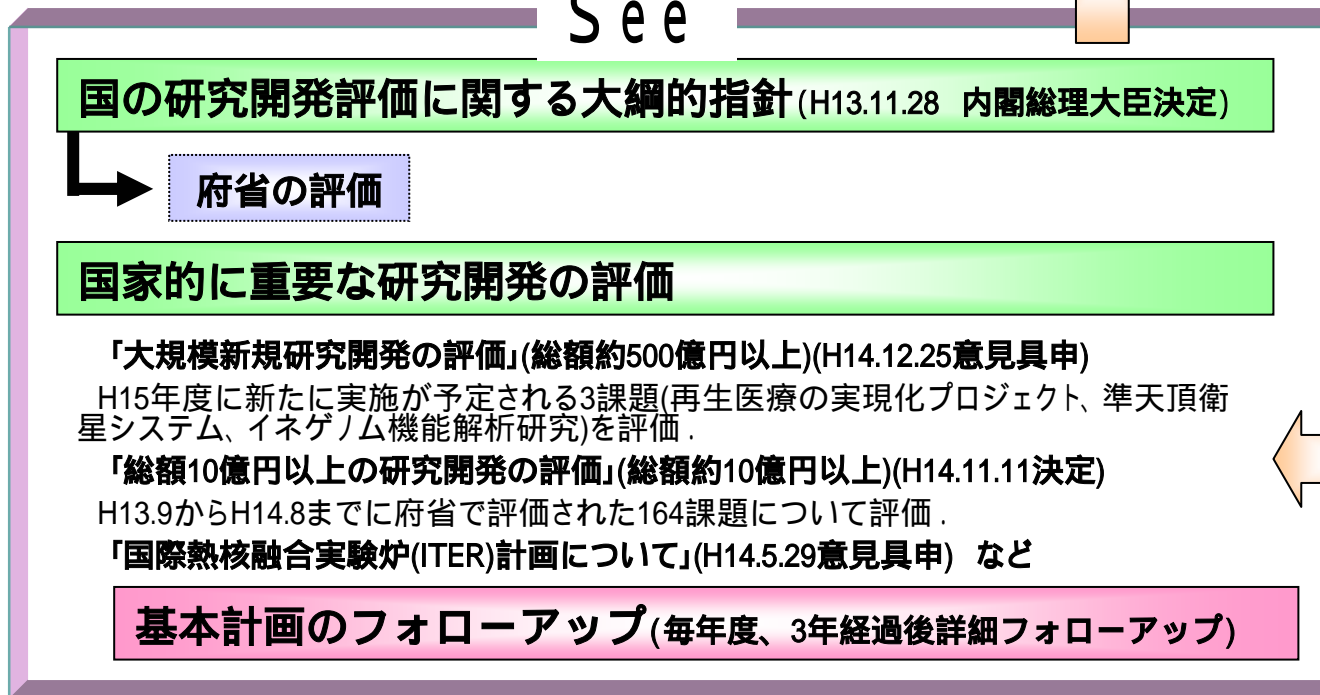 See
国の研究開発評価に関する大綱的指針(H13.11.28 内閣総理大臣決定)
府省の評価
国家的に重要な研究開発の評価
「大規模新規研究開発の評価」(総額約500億円以上)(H14.12.25意見具申)
H15年度に新たに実施が予定される3課題(再生医療の実現化プロジェクト、準天頂衛
星システム、イネゲノム機能解析研究)を評価.
「総額10億円以上の研究開発の評価」(総額約10億円以上)(H14.11.11決定)
H13.9からH14.8までに府省で評価された164課題について評価.
「国際熱核融合実験炉(ITER)計画について」(H14.5.29意見具申) など
基本計画のフォローアップ(毎年度、3年経過後詳細フォローアップ)